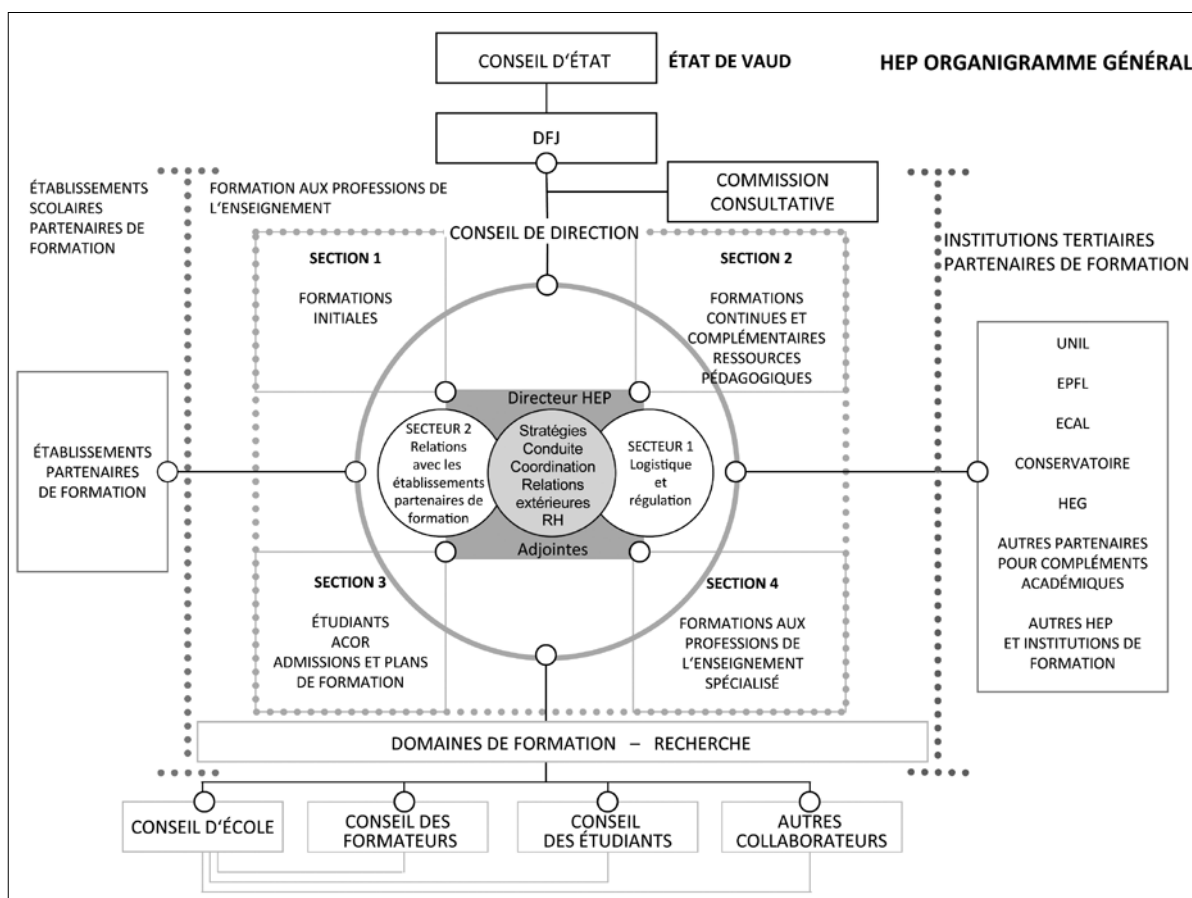 CONSEIL D'ÉTAT
ÉTAT DE VAUD
HEP ORGANIGRAMME GÉNÉRAL
DFJ
COMMISSION
CONSULTATIVE
ÉTABLISSEMENTS
SCOLAIRES
PARTENAIRES DE
FORMATION
FORMATION AUX PROFESSIONS DE
L'ENSEIGNEMENT
CONSEIL DE DIRECTION
INSTITUTIONS TERTIAIRES
PARTENAIRES DE FORMATION
SECTION 1
FORMATIONS
INITIALES
SECTION 2
FORMATIONS
CONTINUES ET
COMPLÉMENTAIRES
RESSOURCES
PÉDAGOGIQUES
Directeur HEP
SECTEUR 2
Relations
avec les
établissements
partenaires de
formation
Stratégies
Conduite
Coordination
Relations
extérieures
RH
SECTEUR 1
Logistique
et
régulation
Adjointes
ÉTABLISSEMENTS
PARTENAIRES
DE FORMATION
UNIL
EPFL
ECAL
CONSERVATOIRE
HEG
AUTRES PARTENAIRES
POUR COMPLÉMENTS
ACADÉMIQUES
AUTRES HEP
ET INSTITUTIONS DE
FORMATION
SECTION 3
ÉTUDIANTS
ACOR
ADMISSIONS ET PLANS
DE FORMATION
SECTION 4
FORMATIONS AUX
PROFESSIONS DE
L'ENSEIGNEMENT
SPÉCIALISÉ
DOMAINES DE FORMATION – RECHERCHE
CONSEIL D'ÉCOLE
CONSEIL DES
FORMATEURS
CONSEIL
DES ÉTUDIANTS
AUTRES
COLLABORATEURS